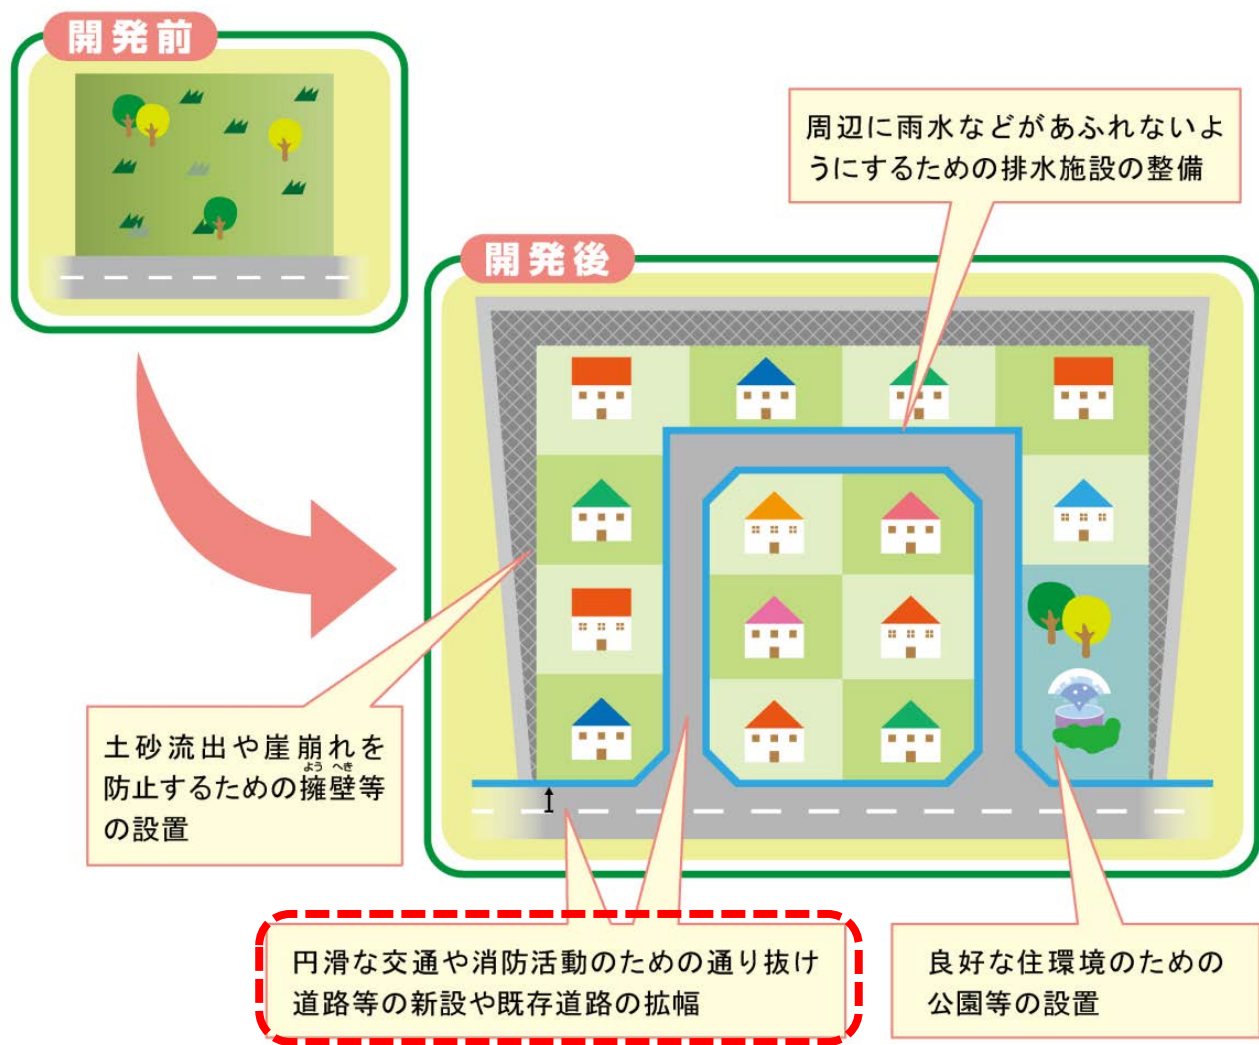 開発前
周辺に雨水などがあふれないよ
うにするための排水施設の整備
開発後
土砂流出や崖崩れを
防止するための擁壁等
よう へき
の設置
円滑な交通や消防活動のための通り抜け
道路等の新設や既存道路の拡幅
良好な住環境のための
公園等の設置